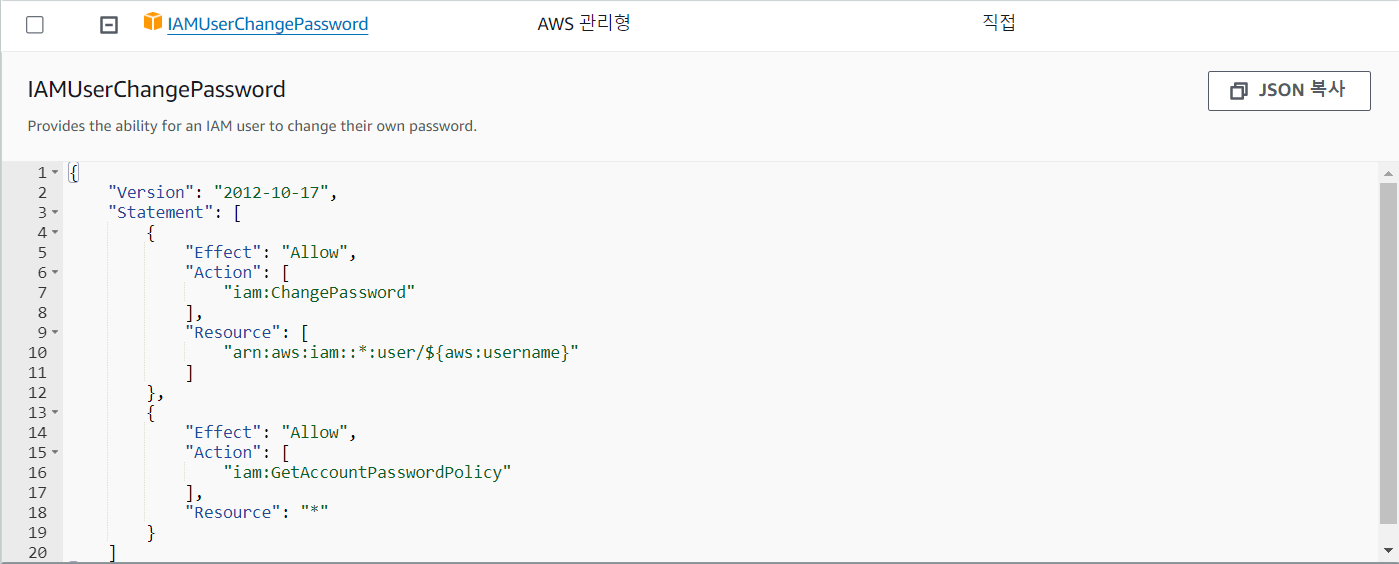 IAMUserChangePassword AWS 관리형 직접
IAMUserChangePassword
JSON 복사
Provides the ability for an IAM user to change their own password.
1 {
2     "Version": "2012-10-17",
3     "Statement": [
4         {
5             "Effect": "Allow",
6             "Action": [
7                 "iam:ChangePassword"
8             ],
9             "Resource": [
10                 "arn:aws:iam::*:user/${aws:username}"
11             ]
12         },
13         {
14             "Effect": "Allow",
15             "Action": [
16                 "iam:GetAccountPasswordPolicy"
17             ],
18             "Resource": "*"
19         }
20     ]